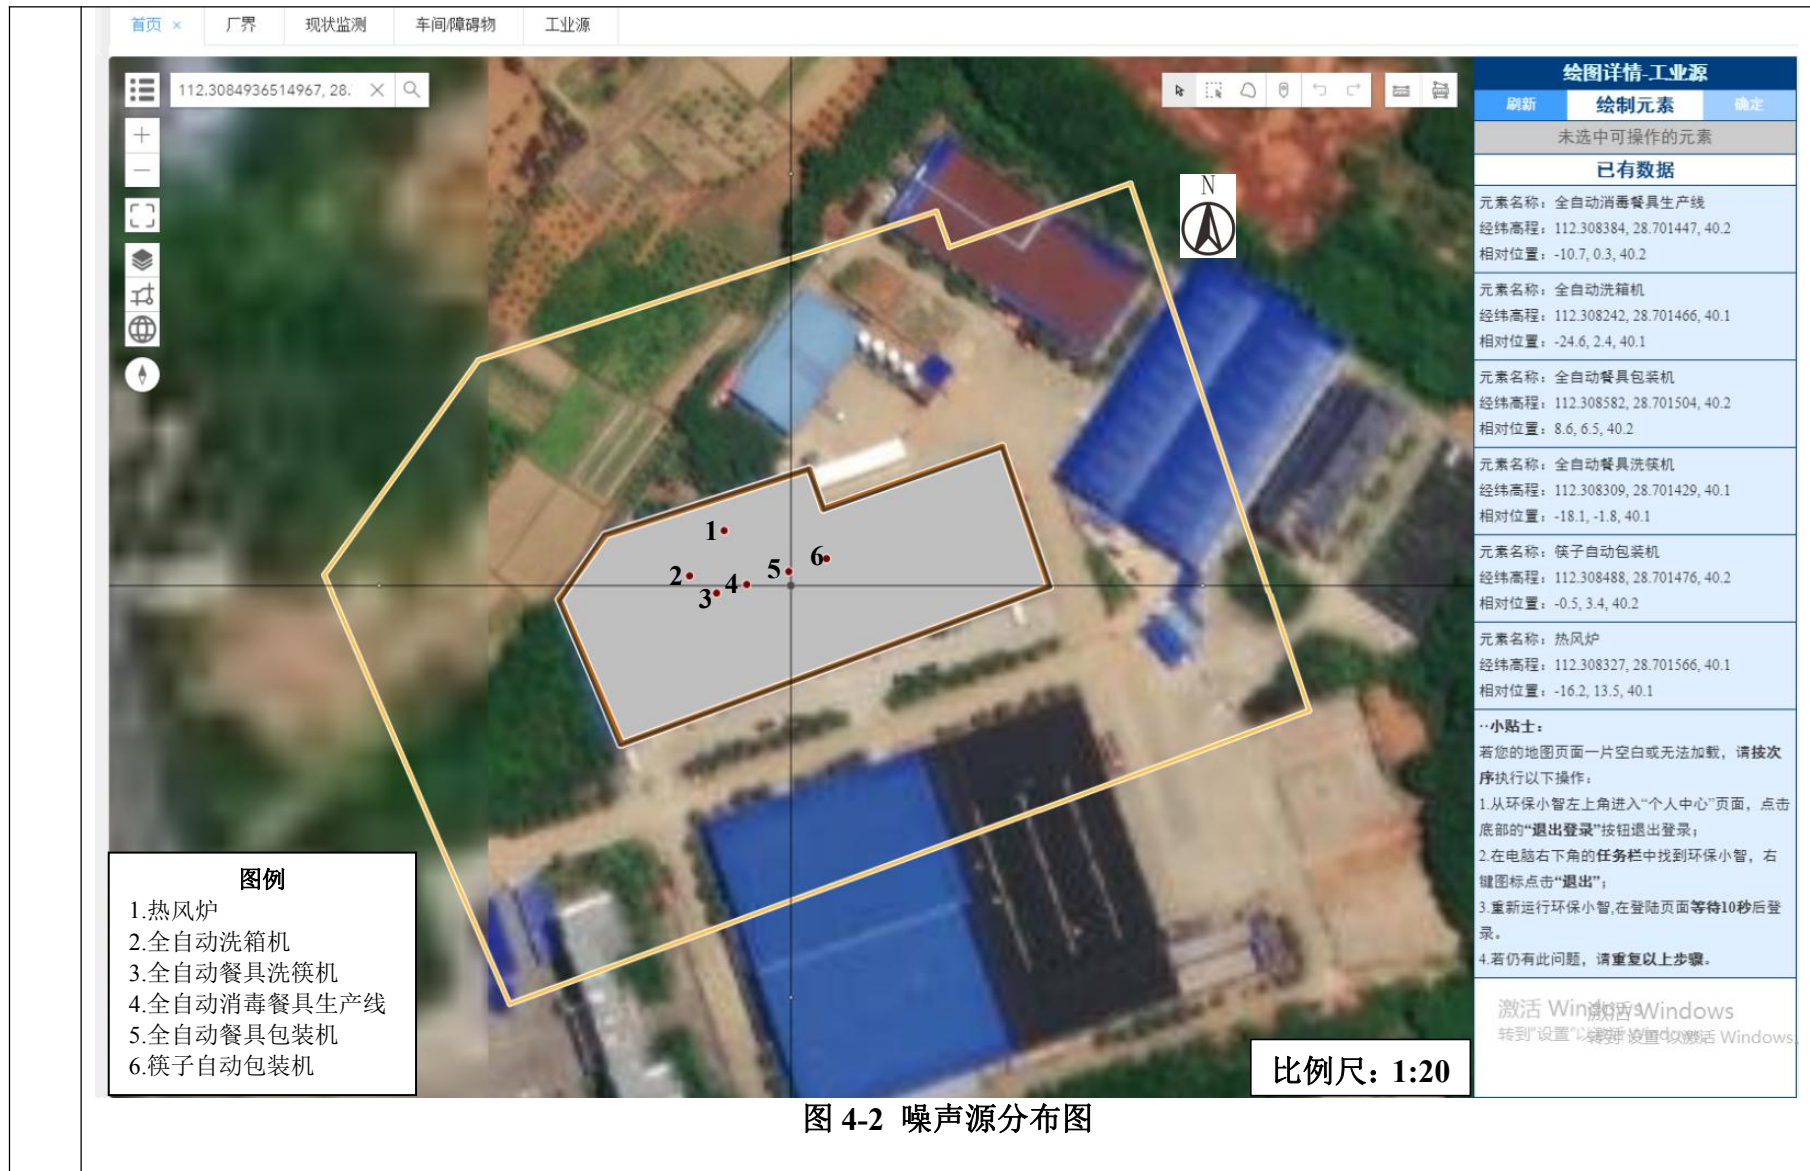 首页 × 厂界 现状监测 车间/障碍物 工业源
112.3084936514967, 28.
N
绘图详情-工业源
刷新 绘制元素 确定
未选中可操作的元素
已有数据
元素名称：全自动消毒餐具生产线
经纬高程：112.308384, 28.701447, 40.2
相对位置：-10.7, 0.3, 40.2
元素名称：全自动洗箱机
经纬高程：112.308242, 28.701466, 40.1
相对位置：-24.6, 2.4, 40.1
元素名称：全自动餐具包装机
经纬高程：112.308582, 28.701504, 40.2
相对位置：8.6, 6.5, 40.2
元素名称：全自动餐具洗筷机
经纬高程：112.308309, 28.701429, 40.1
相对位置：-18.1, -1.8, 40.1
元素名称：筷子自动包装机
经纬高程：112.308488, 28.701476, 40.2
相对位置：-0.5, 3.4, 40.2
元素名称：热风炉
经纬高程：112.308327, 28.701566, 40.1
相对位置：-16.2, 13.5, 40.1
··小贴士：
若您的地图页面一片空白或无法加载，请按次
序执行以下操作：
1.从环保小智左上角进入“个人中心”页面，点击
底部的“退出登录”按钮退出登录；
2.在电脑右下角的任务栏中找到环保小智，右
键图标点击“退出”；
3.重新运行环保小智,在登陆页面等待10秒后登
录。
4.若仍有此问题，请重复以上步骤。
激活 Windows
转到"设置"以激活 Windows
1
2
3
4
5
6
图例
1.热风炉
2.全自动洗箱机
3.全自动餐具洗筷机
4.全自动消毒餐具生产线
5.全自动餐具包装机
6.筷子自动包装机
比例尺：1:20
图 4-2 噪声源分布图